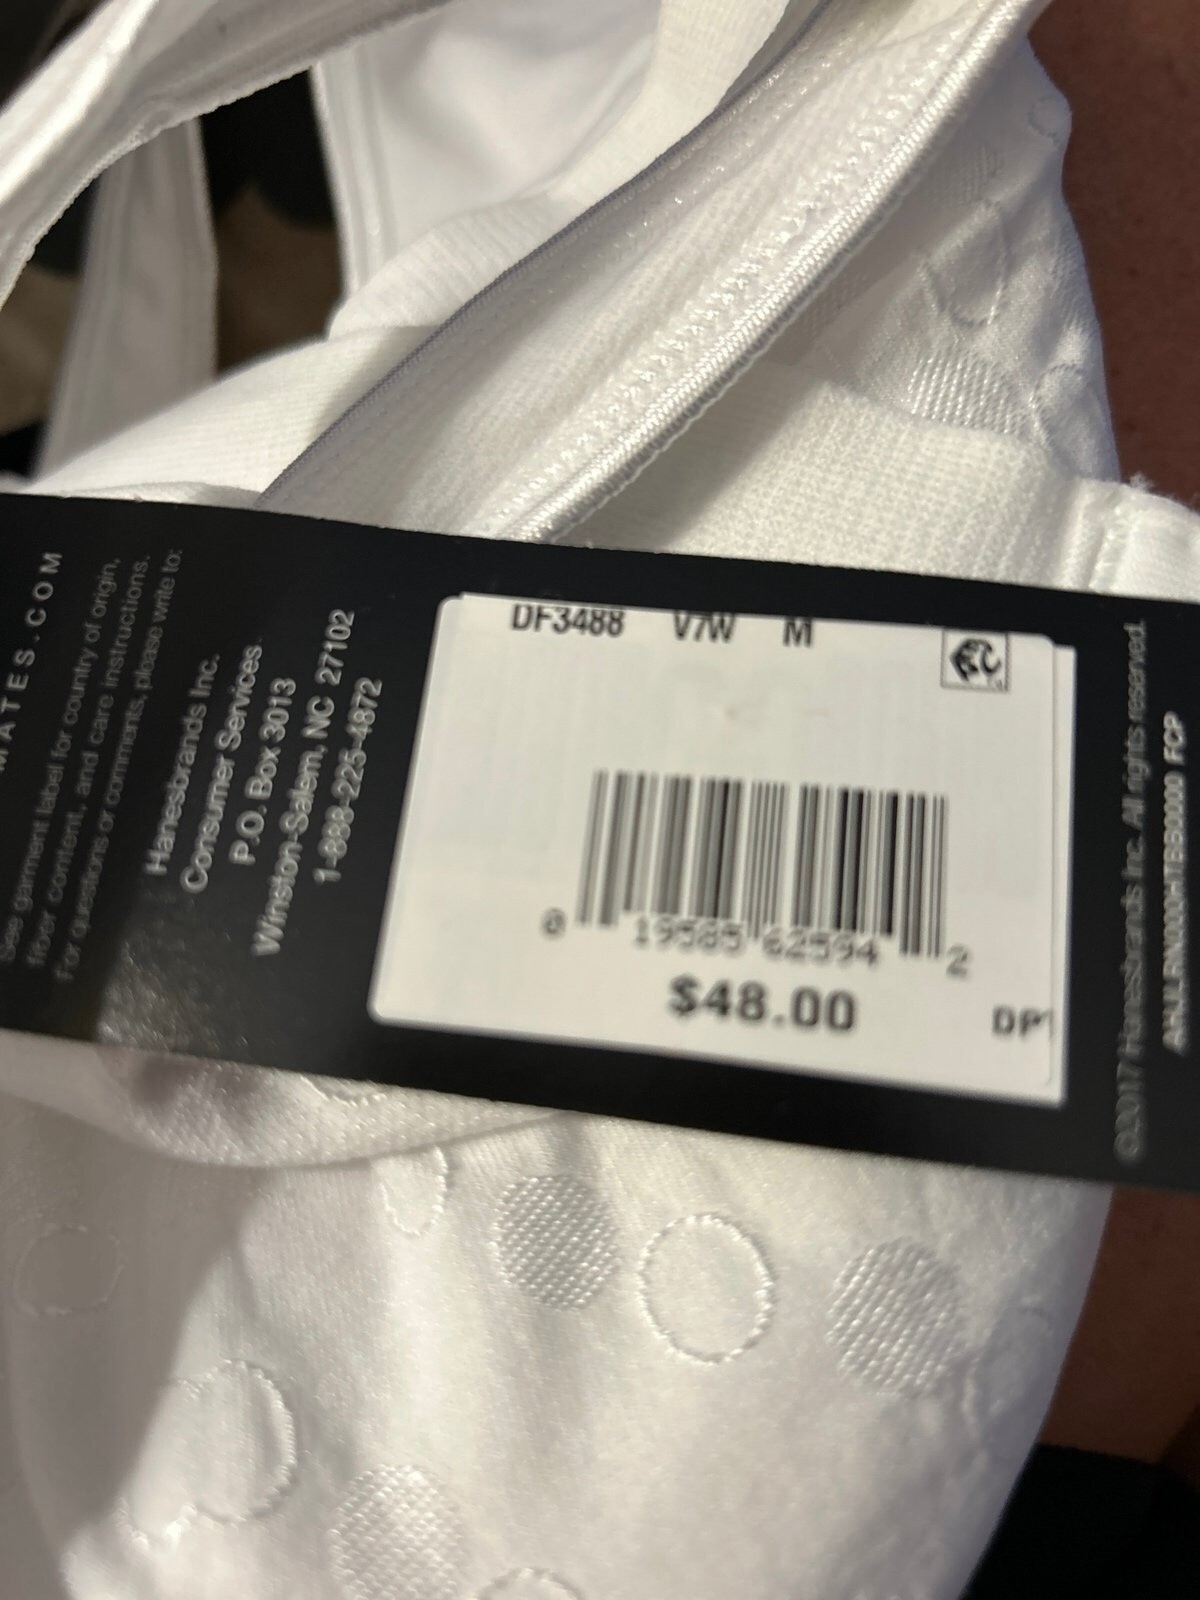 MATES.COM
See garment label for country of origin,
fiber content, and care instructions.
For questions or comments, please write to:
Hanesbrands Inc.
Consumer Services
P.O. Box 3013
Winston-Salem, NC 27102
1-888-225-4872
DF3488 V7W M
0 19585 62594 2
$48.00
DP
©2017 Hanesbrands Inc. All rights reserved.
FCP